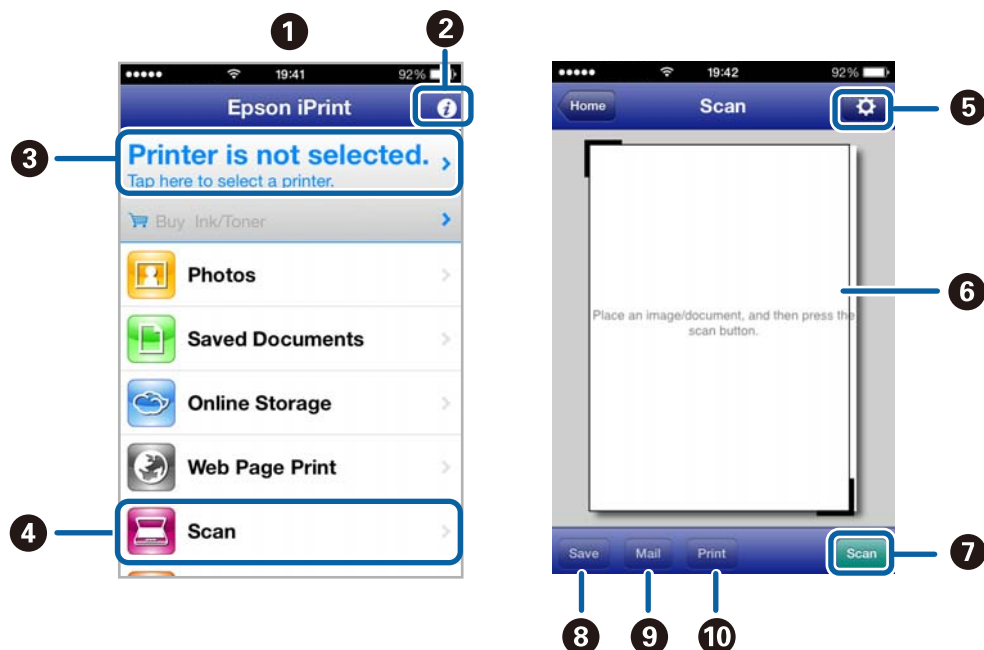 1
2
19:41
92%
Epson iPrint
i
3
Printer is not selected.
Tap here to select a printer.
Buy Ink/Toner
Photos
Saved Documents
Online Storage
Web Page Print
4
Scan
19:42
92%
Home
Scan
5
6
Place an image/document, and then press the
scan button.
Save
Mail
Print
Scan
7
8
9
10